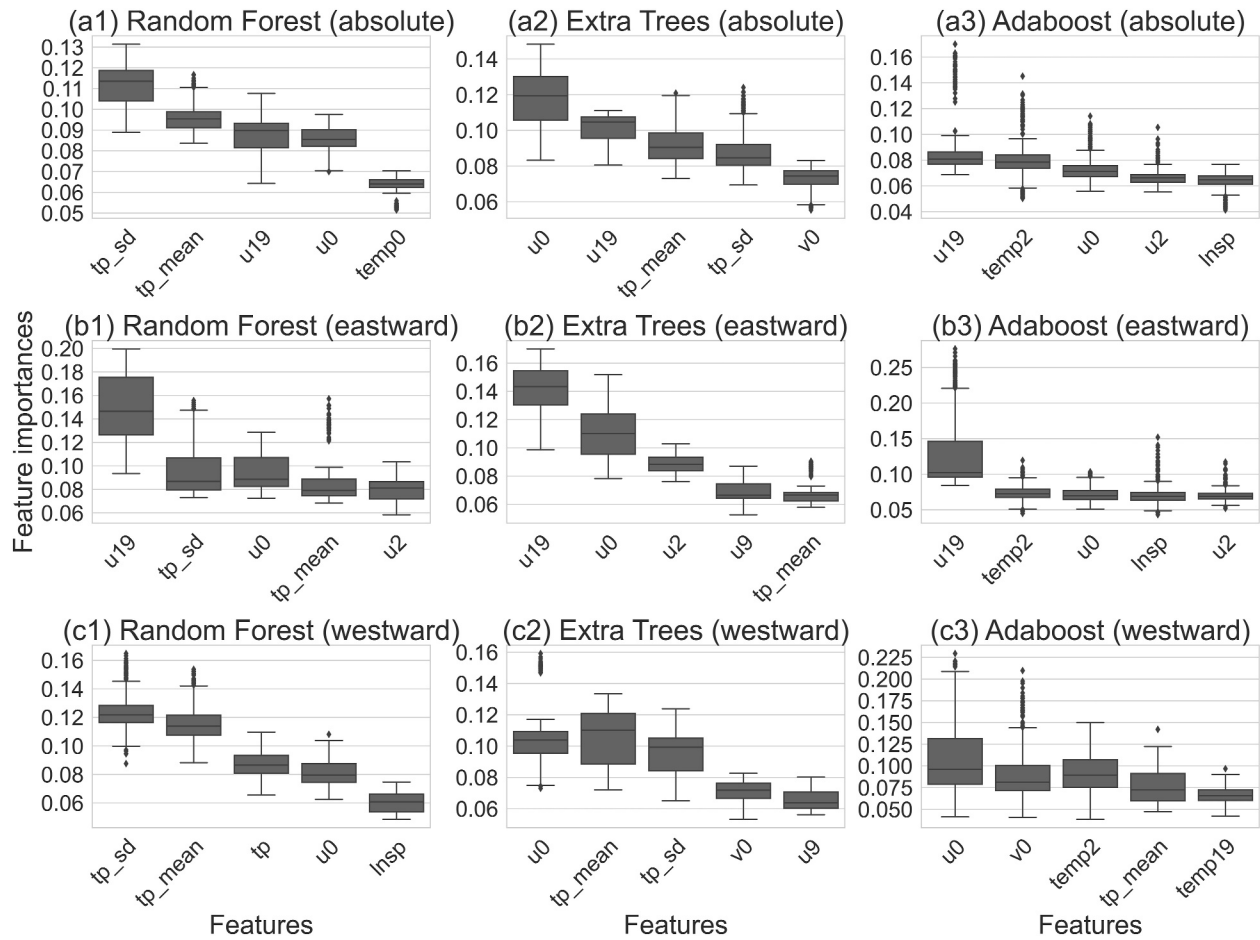 (a1) Random Forest (absolute)
0.13
0.12
0.11
0.10
0.09
0.08
0.07
0.06
0.05
tp_sd
tp_mean
u19
u0
temp0
(a2) Extra Trees (absolute)
0.14
0.12
0.10
0.08
0.06
u0
u19
tp_mean
tp_sd
v0
(a3) Adaboost (absolute)
0.16
0.14
0.12
0.10
0.08
0.06
0.04
u19
temp2
u0
u2
lnsp
Feature importances
(b1) Random Forest (eastward)
0.20
0.18
0.16
0.14
0.12
0.10
0.08
0.06
u19
tp_sd
u0
tp_mean
u2
(b2) Extra Trees (eastward)
0.16
0.14
0.12
0.10
0.08
0.06
u19
u0
u2
u9
tp_mean
(b3) Adaboost (eastward)
0.25
0.20
0.15
0.10
0.05
u19
temp2
u0
lnsp
u2
(c1) Random Forest (westward)
0.16
0.14
0.12
0.10
0.08
0.06
tp_sd
tp_mean
tp
u0
lnsp
Features
(c2) Extra Trees (westward)
0.16
0.14
0.12
0.10
0.08
0.06
u0
tp_mean
tp_sd
v0
u9
Features
(c3) Adaboost (westward)
0.225
0.200
0.175
0.150
0.125
0.100
0.075
0.050
u0
v0
temp2
tp_mean
temp19
Features